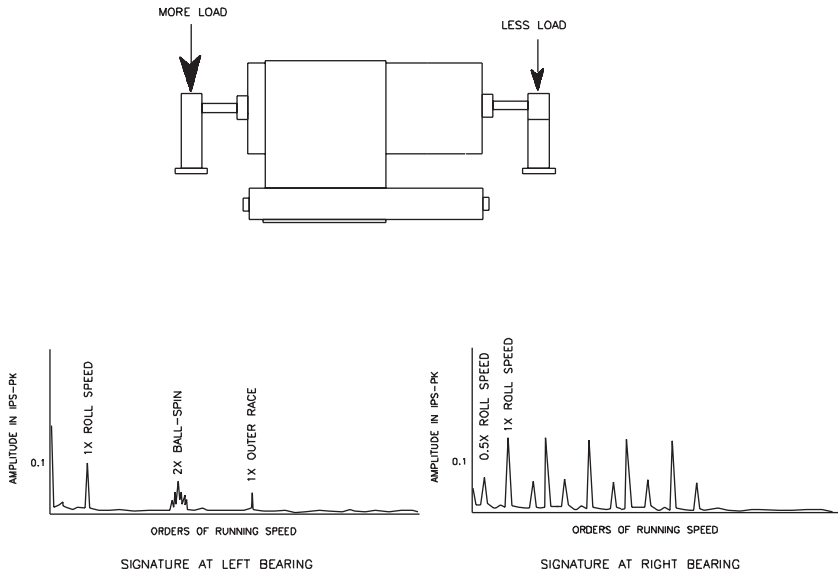 MORE LOAD
LESS LOAD
AMPLITUDE IN IPS-PK
0.1
1X ROLL SPEED
2X BALL-SPIN
1X OUTER RACE
ORDERS OF RUNNING SPEED
SIGNATURE AT LEFT BEARING
AMPLITUDE IN IPS-PK
0.1
0.5X ROLL SPEED
1X ROLL SPEED
ORDERS OF RUNNING SPEED
SIGNATURE AT RIGHT BEARING